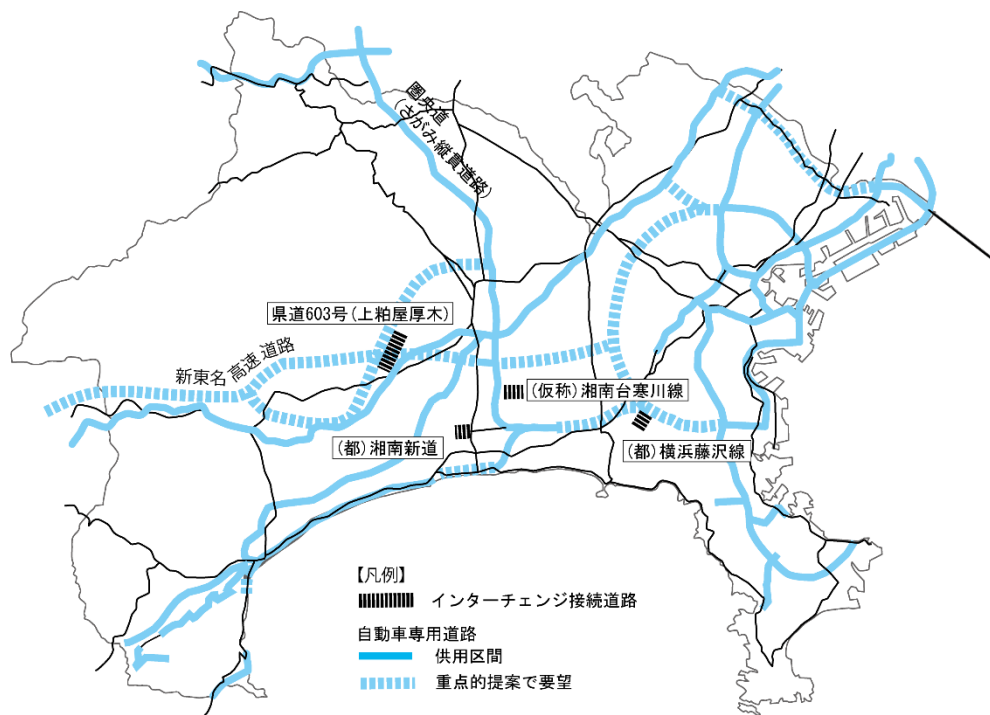 圏央道
(さがみ縦貫道路)
県道603号(上粕屋厚木)
新東名高速道路
(仮称)湘南台寒川線
(都)湘南新道
(都)横浜藤沢線
【凡例】
インターチェンジ接続道路
自動車専用道路
供用区間
重点的提案で要望